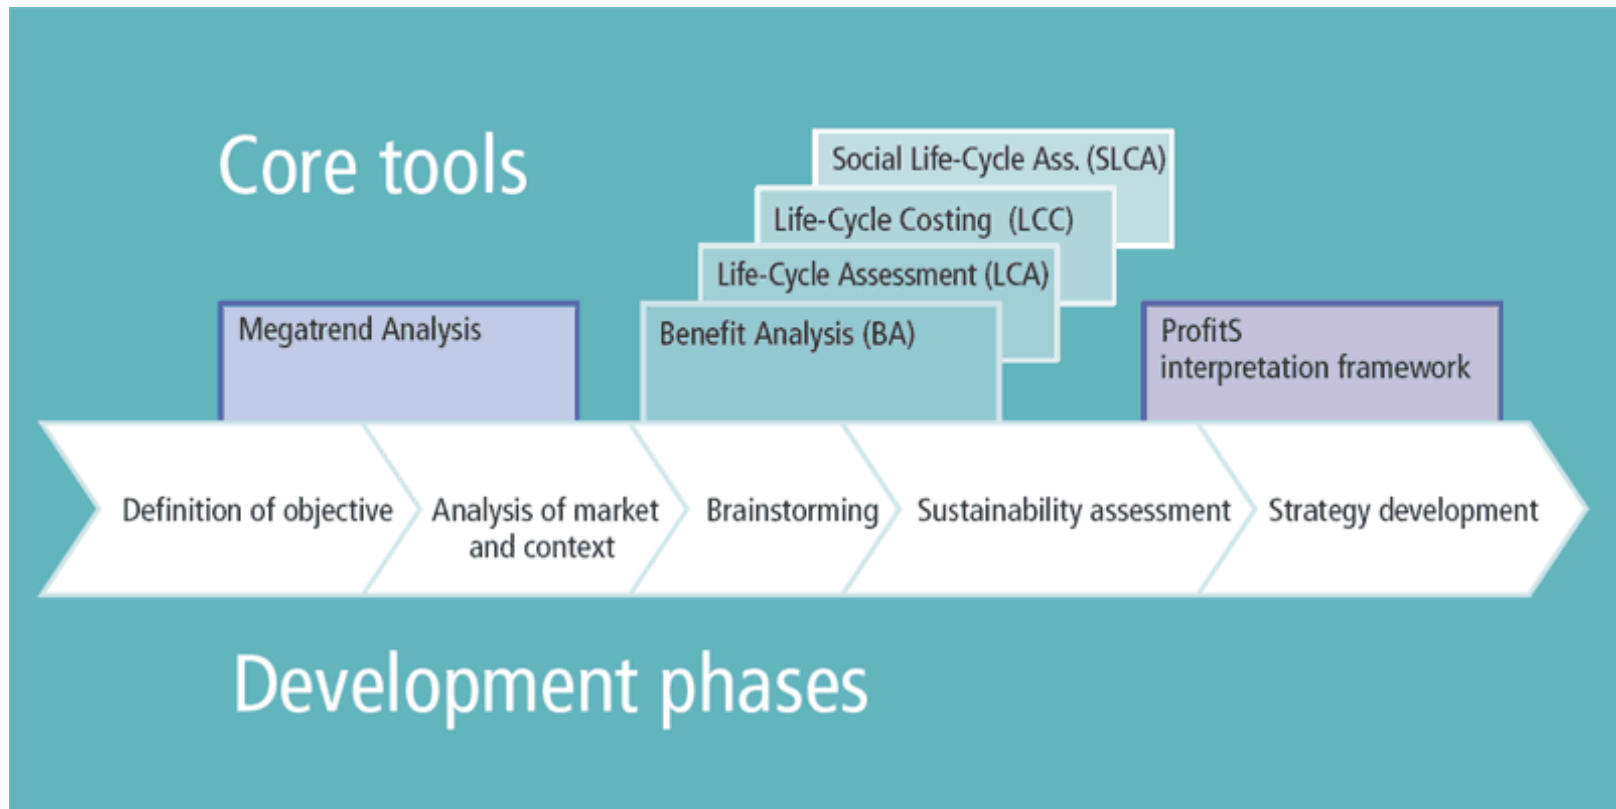 Core tools
Social Life-Cycle Ass. (SLCA)
Life-Cycle Costing (LCC)
Life-Cycle Assessment (LCA)
Megatrend Analysis
Benefit Analysis (BA)
ProfitS
interpretation framework
Definition of objective
Analysis of market
and context
Brainstorming
Sustainability assessment
Strategy development
Development phases